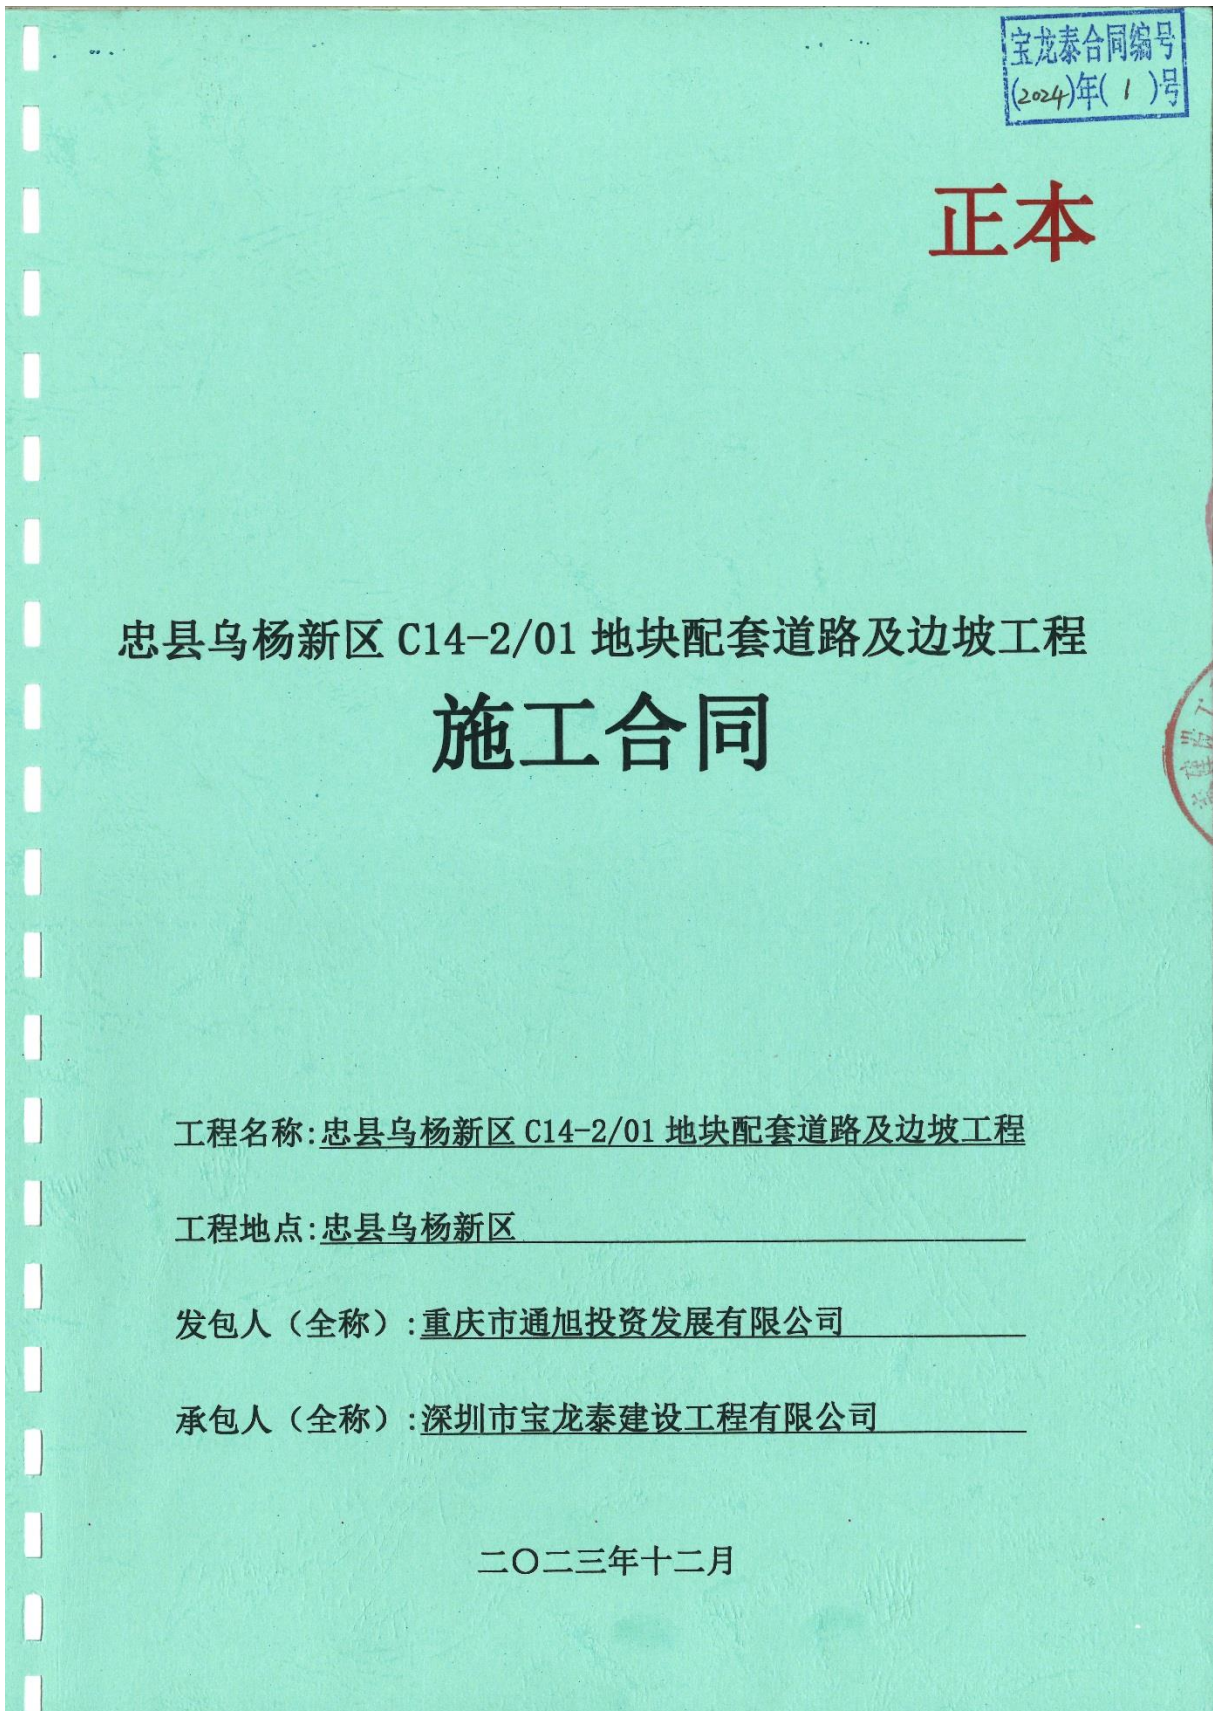 宝龙泰合同编号
(2024)年(1)号
正本
忠县乌杨新区 C14-2/01 地块配套道路及边坡工程
施工合同
工程名称:忠县乌杨新区 C14-2/01 地块配套道路及边坡工程
工程地点:忠县乌杨新区
发包人（全称）:重庆市通旭投资发展有限公司
承包人（全称）:深圳市宝龙泰建设工程有限公司
二〇二三年十二月